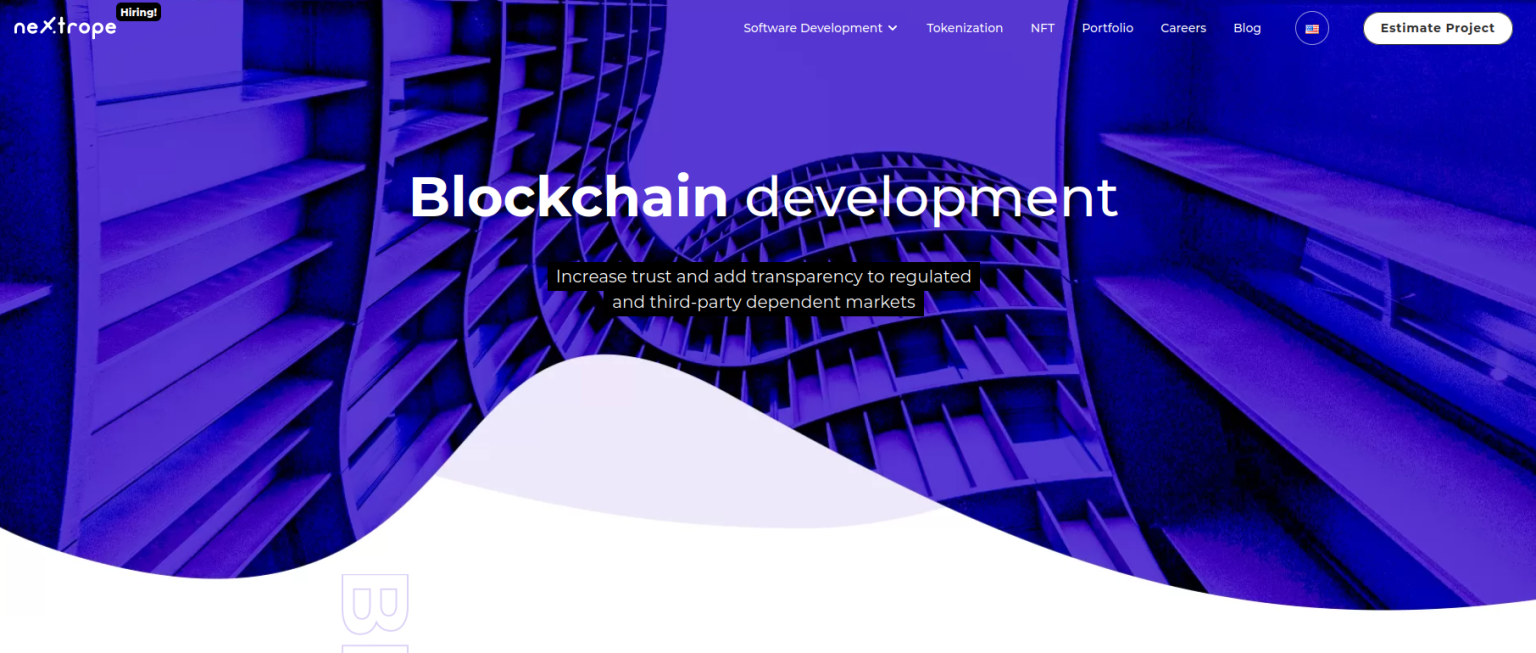 neXtrope
Hiring!
Software Development
Tokenization
NFT
Portfolio
Careers
Blog
Estimate Project
Blockchain development
Increase trust and add transparency to regulated
and third-party dependent markets
B